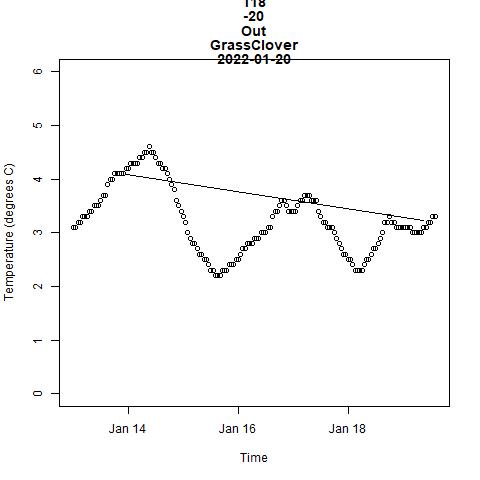 T18
-20
Out
GrassClover
2022-01-20
Temperature (degrees C)
6
5
4
3
2
1
0
Jan 14
Jan 16
Jan 18
Time